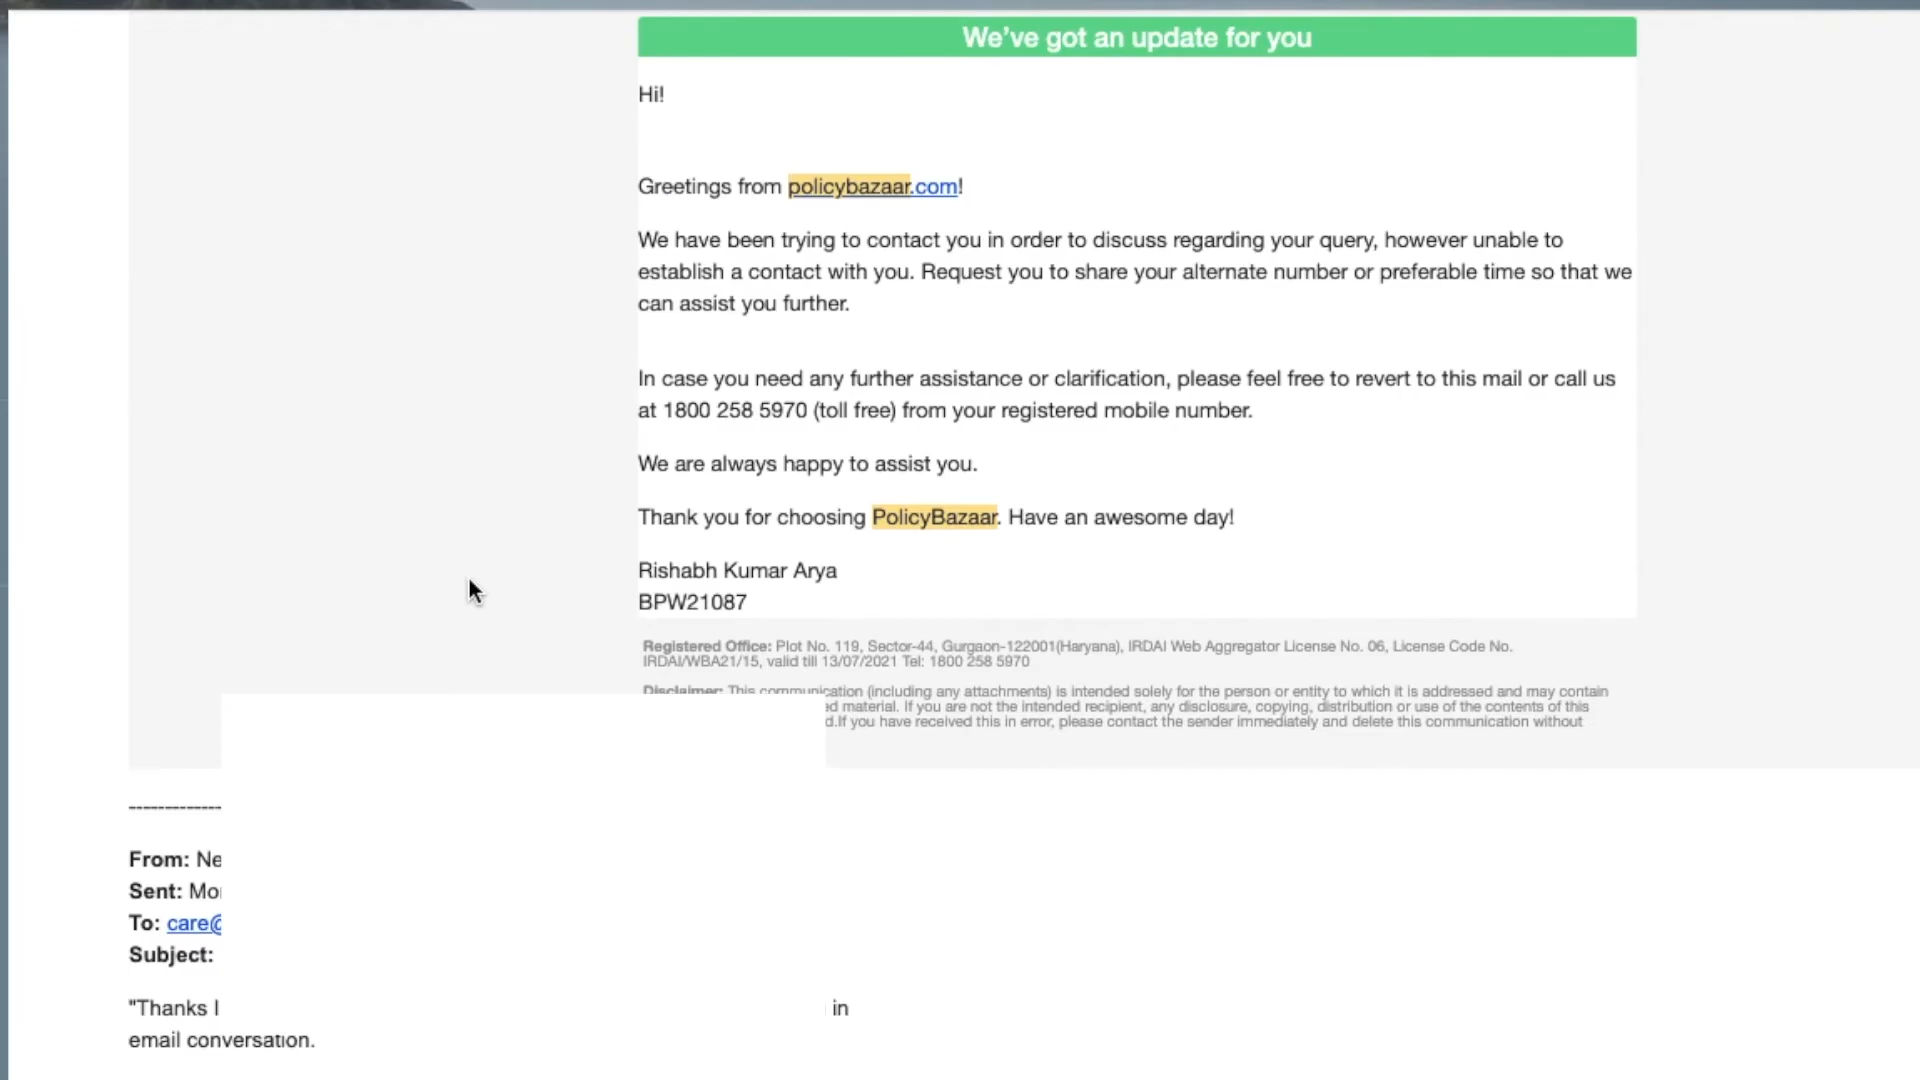 We've got an update for you
Hi!
Greetings from policybazaar.com!
We have been trying to contact you in order to discuss regarding your query, however unable to
establish a contact with you. Request you to share your alternate number or preferable time so that we
can assist you further.
In case you need any further assistance or clarification, please feel free to revert to this mail or call us
at 1800 258 5970 (toll free) from your registered mobile number.
We are always happy to assist you.
Thank you for choosing PolicyBazaar. Have an awesome day!
Rishabh Kumar Arya
BPW21087
Registered Office: Plot No. 119, Sector-44, Gurgaon-122001(Haryana), IRDAI Web Aggregator License No. 06, License Code No.
IRDAI/WBA21/15, valid till 13/07/2021 Tel: 1800 258 5970
Disclaimer: This communication (including any attachments) is intended solely for the person or entity to which it is addressed and may contain
material. If you are not the intended recipient, any disclosure, copying, distribution or use of the contents of this
If you have received this in error, please contact the sender immediately and delete this communication without
-------------
From:
Sent:
To: care@
Subject:
"Thanks in
email conversation.